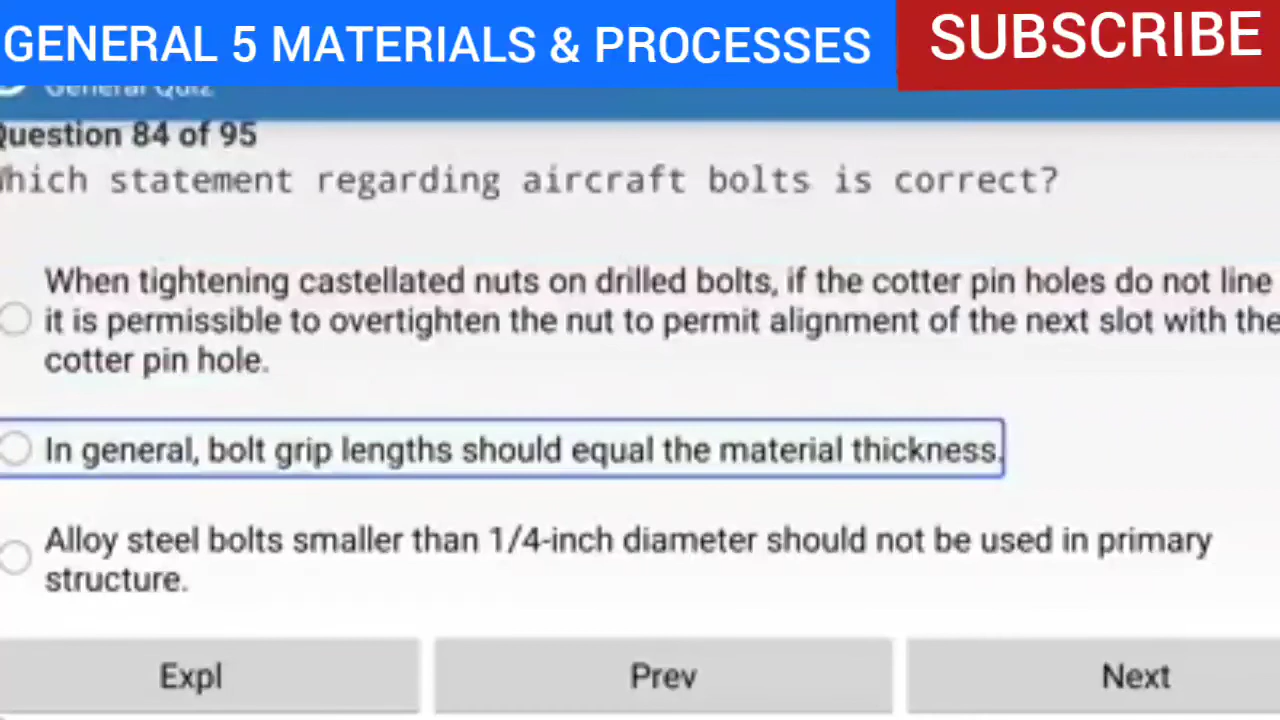 GENERAL 5 MATERIALS & PROCESSES
SUBSCRIBE
General Quiz
Question 84 of 95
Which statement regarding aircraft bolts is correct?
When tightening castellated nuts on drilled bolts, if the cotter pin holes do not line
it is permissible to overtighten the nut to permit alignment of the next slot with the
cotter pin hole.
In general, bolt grip lengths should equal the material thickness.
Alloy steel bolts smaller than 1/4-inch diameter should not be used in primary
structure.
Expl
Prev
Next